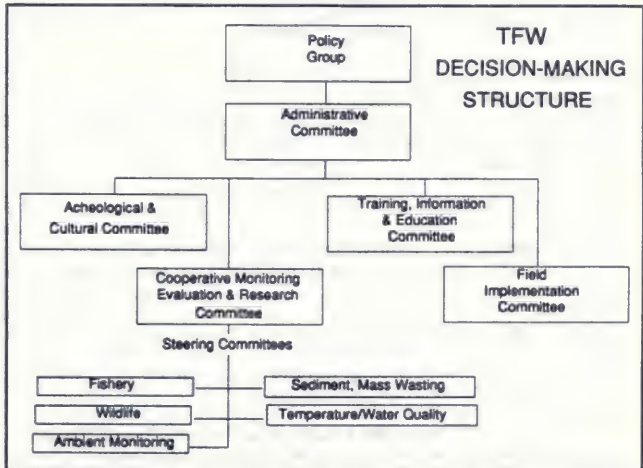 TFW
DECISION-MAKING
STRUCTURE
Policy
Group
Administrative
Committee
Acheological &
Cultural Committee
Training, Information
& Education
Committee
Cooperative Monitoring
Evaluation & Research
Committee
Field
Implementation
Committee
Steering Committees
Fishery
Sediment, Mass Wasting
Wildlife
Temperature/Water Quality
Ambient Monitoring